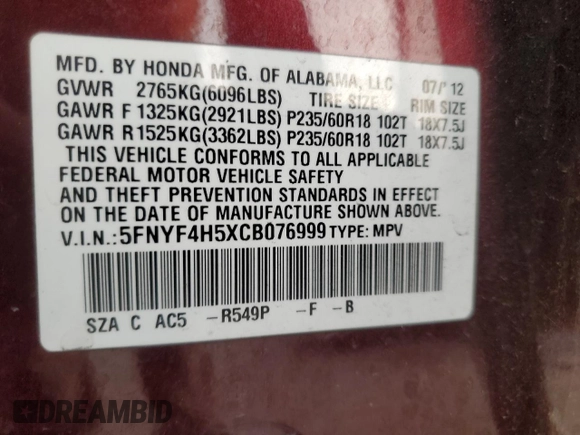 MFD. BY HONDA MFG. OF ALABAMA, LLC 07/12
GVWR 2765KG(6096LBS) TIRE SIZE RIM SIZE
GAWR F 1325KG(2921LBS) P235/60R18 102T 18X7.5J
GAWR R 1525KG(3362LBS) P235/60R18 102T 18X7.5J
THIS VEHICLE CONFORMS TO ALL APPLICABLE
FEDERAL MOTOR VEHICLE SAFETY
AND THEFT PREVENTION STANDARDS IN EFFECT
ON THE DATE OF MANUFACTURE SHOWN ABOVE.
V.I.N.:5FNYF4H5XCB076999 TYPE: MPV
SZA C AC5 -R549P -F -B
DREAMBID